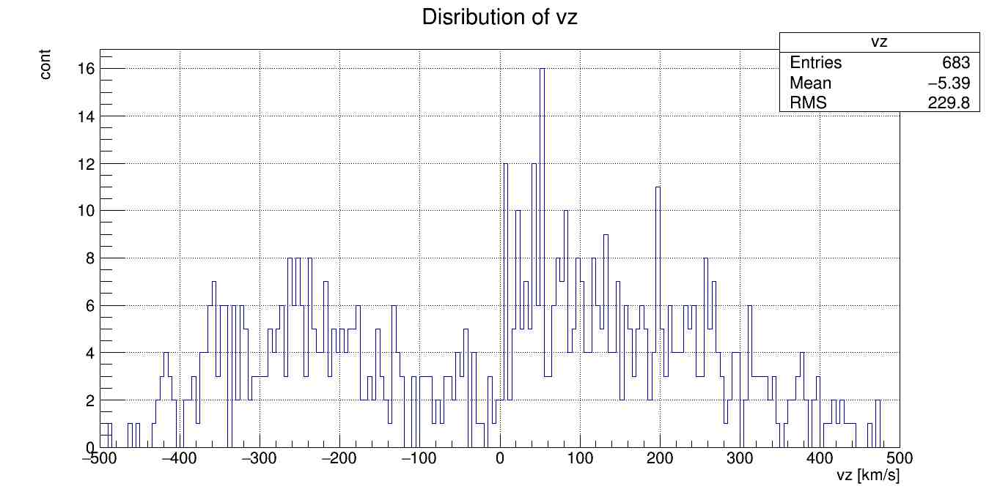 Disribution of vz
vz
Entries 683
Mean −5.39
RMS 229.8
cont
16
14
12
10
8
6
4
2
0
−500 −400 −300 −200 −100 0 100 200 300 400 500
vz [km/s]